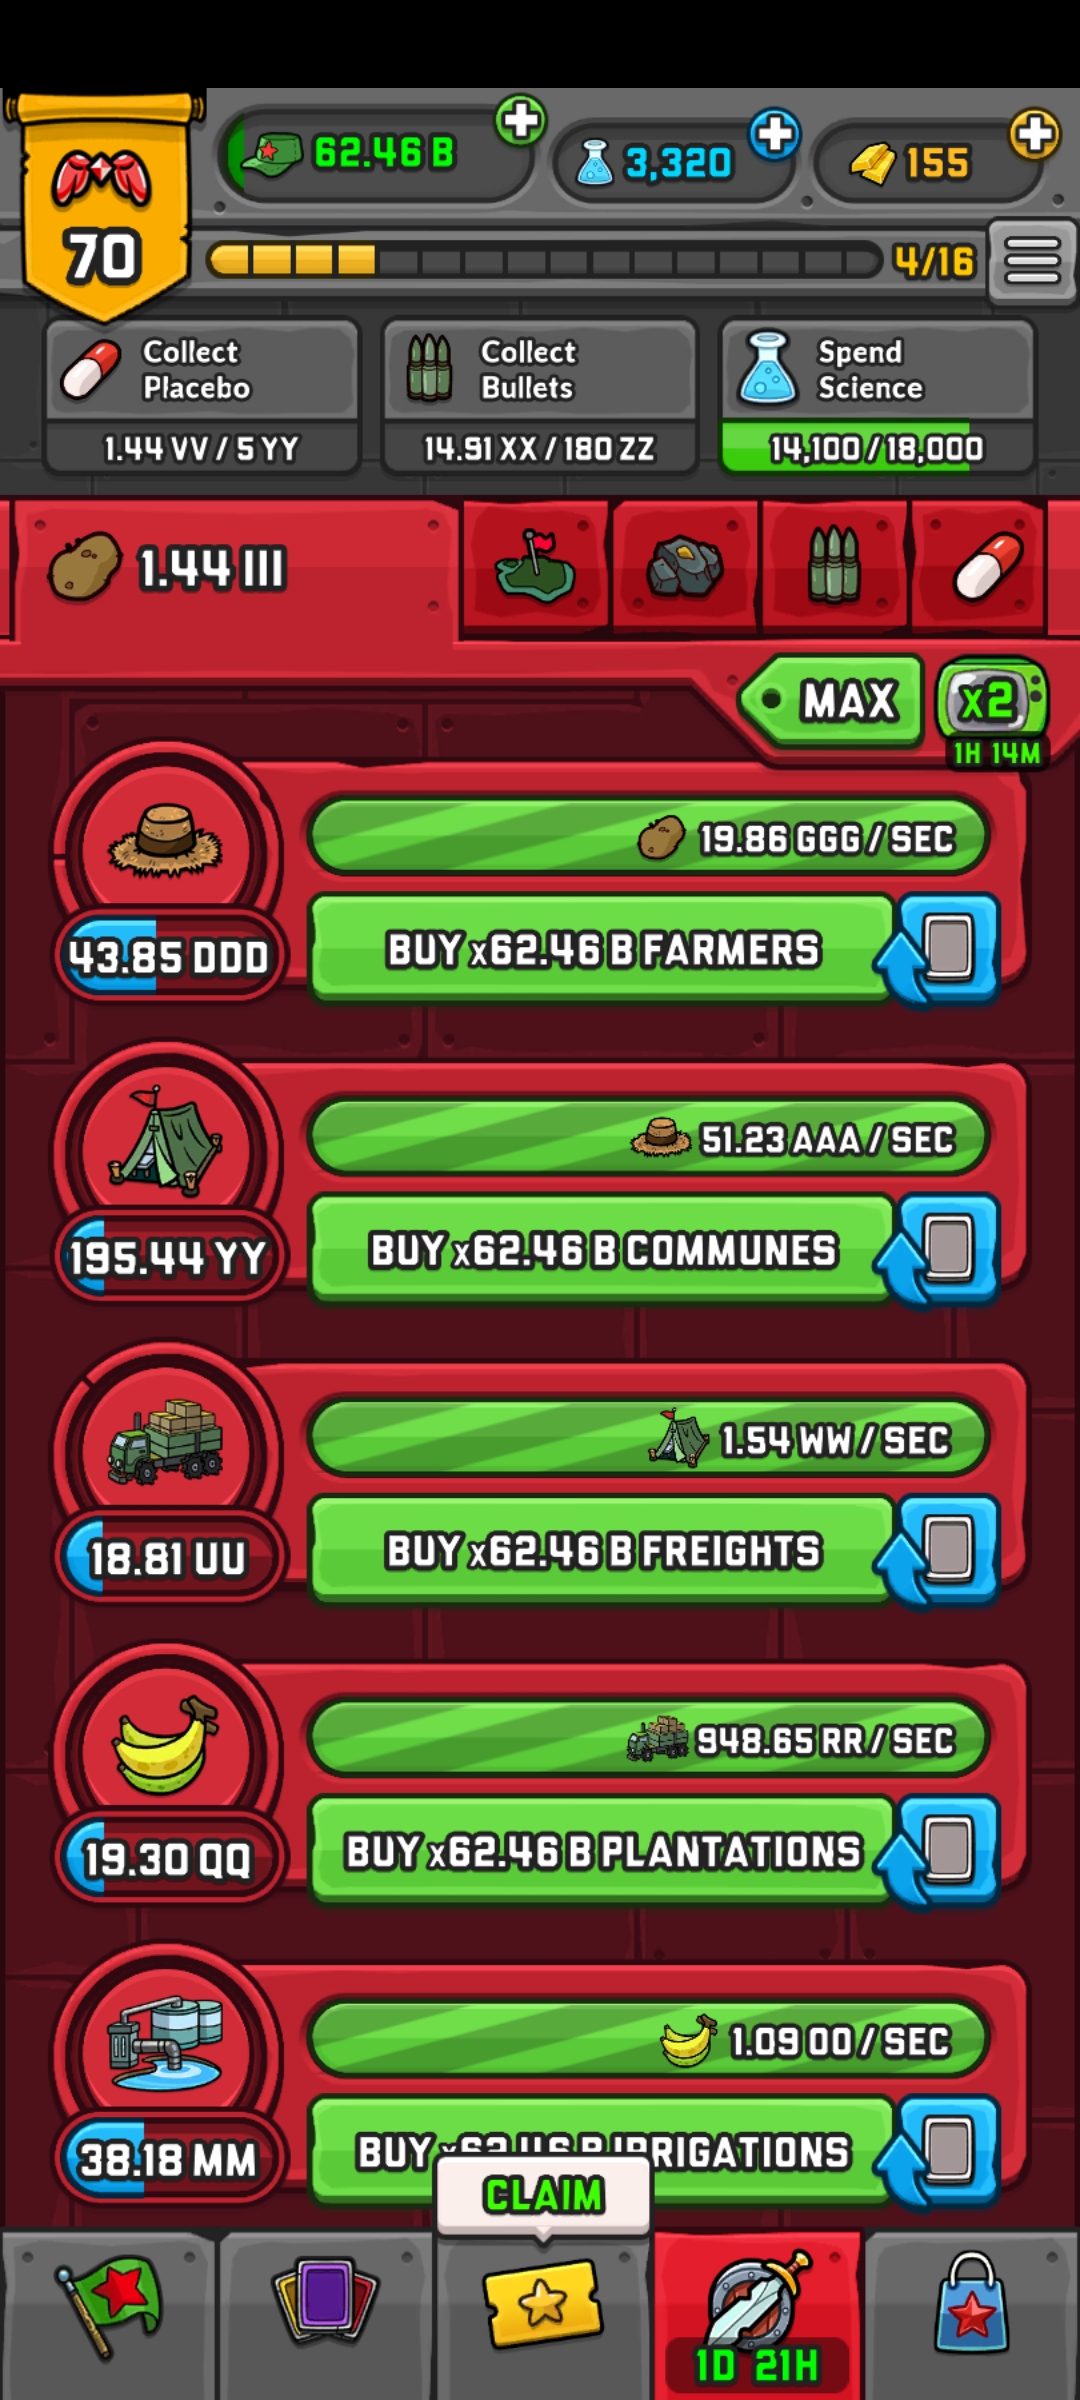 62.46 B
3,320
155
70
4/16
Collect
Placebo
Collect
Bullets
Spend
Science
1.44 VV / 5 YY
14.91 XX / 180 ZZ
14,100 / 18,000
1.44 III
MAX
x2
1H 14M
19.86 GGG / SEC
43.85 DDD
BUY x62.46 B FARMERS
51.23 AAA / SEC
195.44 YY
BUY x62.46 B COMMUNES
1.54 WW / SEC
18.81 UU
BUY x62.46 B FREIGHTS
948.65 RR / SEC
19.30 QQ
BUY x62.46 B PLANTATIONS
1.09 OO / SEC
38.18 MM
BUY x62.46 B IRRIGATIONS
CLAIM
1D 21H